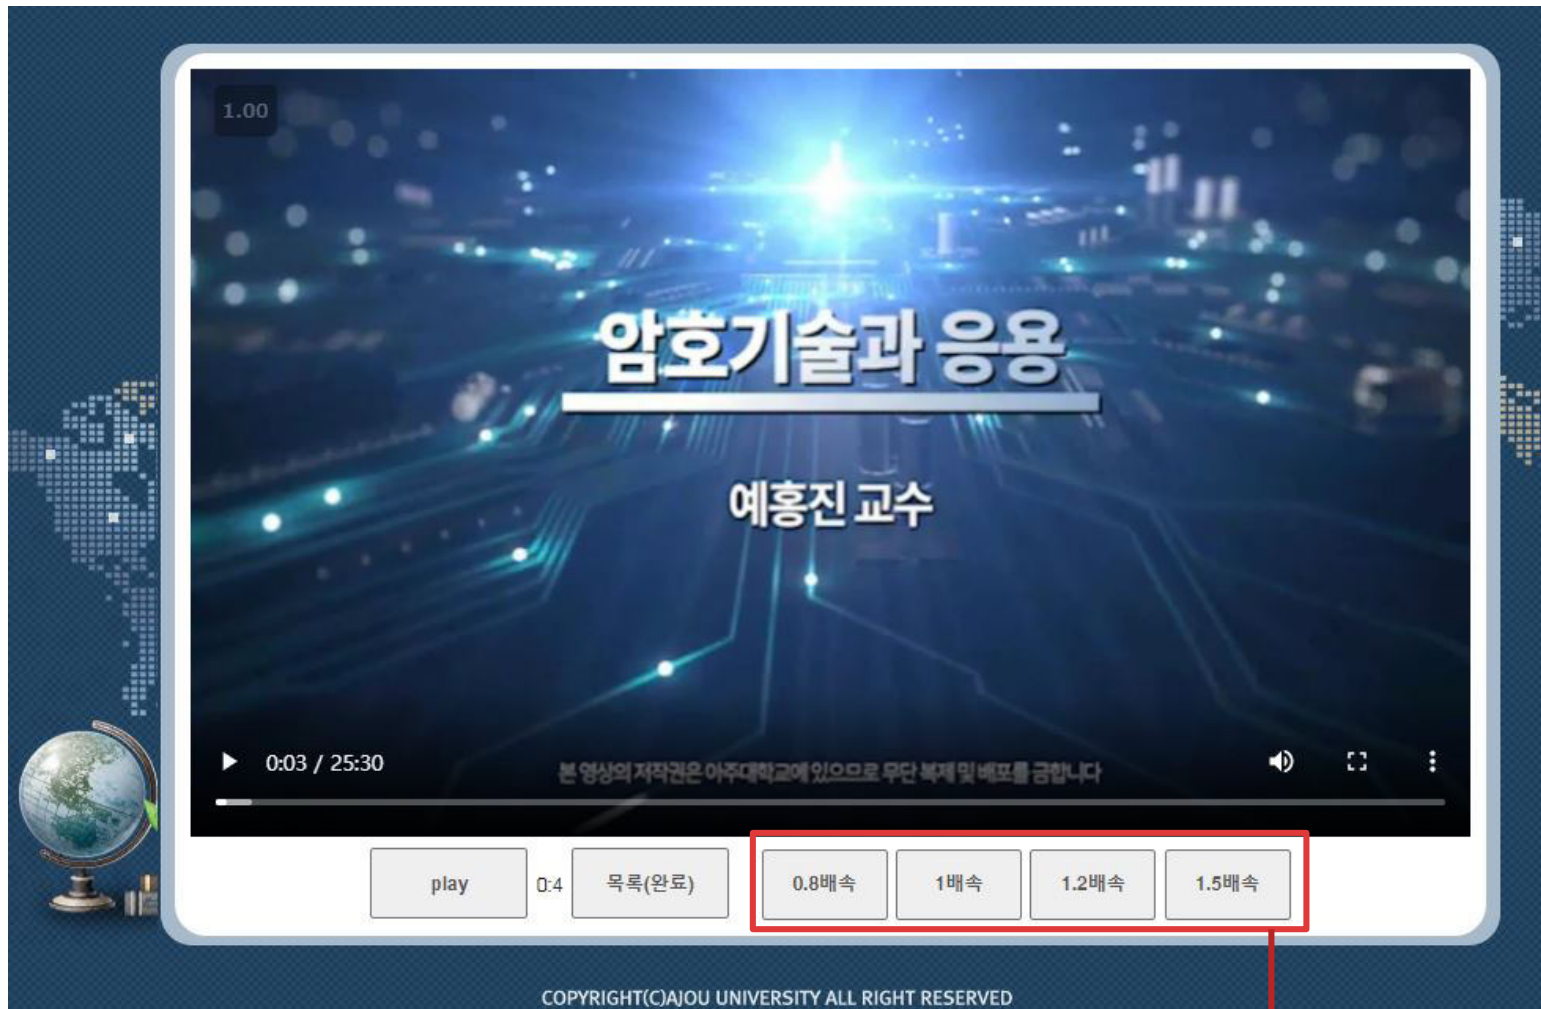 1.00
암호기술과 응용
예홍진 교수
0:03 / 25:30
본 영상의 저작권은 아주대학교에 있으므로 무단 복제 및 배포를 금합니다
play
0:4
목록(완료)
0.8배속
1배속
1.2배속
1.5배속
COPYRIGHT(C)AJOU UNIVERSITY ALL RIGHT RESERVED